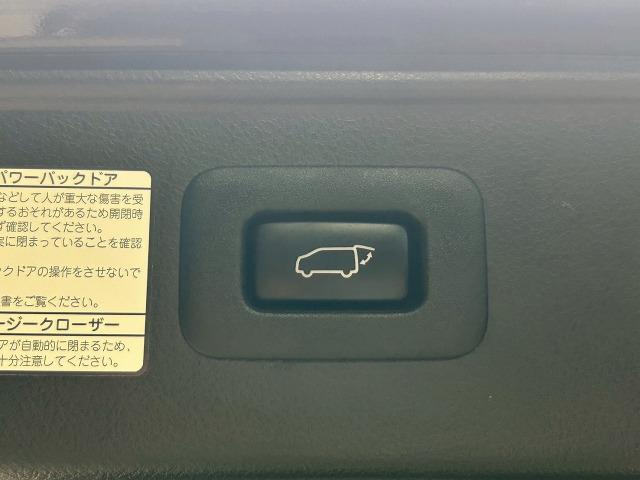 パワーバックドア
などして人が重大な傷害を受
するおそれがあるため開閉時
ず確認してください。
実に閉まっていることを確認
ックドアの操作をさせないで
書をご覧ください。
ージークローザー
アが自動的に閉まるため、
十分注意してください。